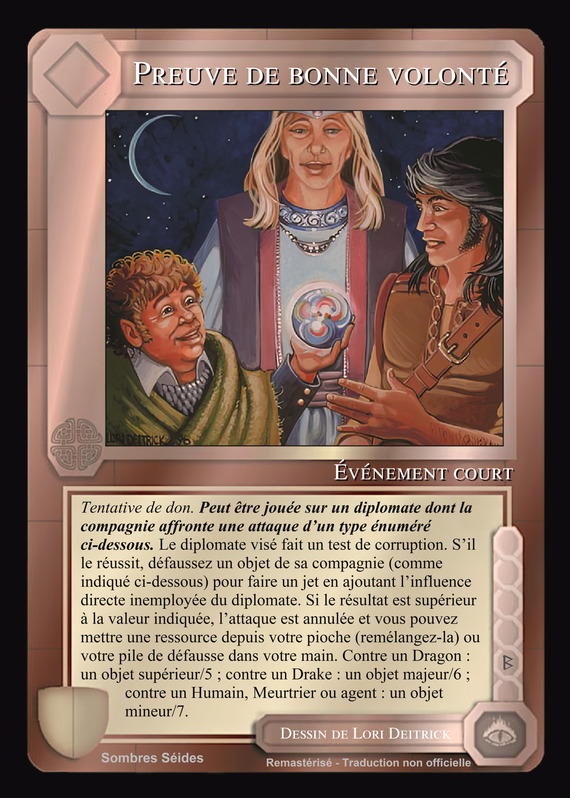 Preuve de bonne volonté
LORI DEITRICK 96
Événement court
Tentative de don. Peut être jouée sur un diplomate dont la
compagnie affronte une attaque d'un type énuméré
ci-dessous. Le diplomate visé fait un test de corruption. S'il
le réussit, défaussez un objet de sa compagnie (comme
indiqué ci-dessous) pour faire un jet en ajoutant l'influence
directe inemployée du diplomate. Si le résultat est supérieur
à la valeur indiquée, l'attaque est annulée et vous pouvez
mettre une ressource depuis votre pioche (remélangez-la) ou
votre pile de défausse dans votre main. Contre un Dragon :
un objet supérieur/5 ; contre un Drake : un objet majeur/6 ;
contre un Humain, Meurtrier ou agent : un objet
mineur/7.
Dessin de Lori Deitrick
Sombres Séides
Remastérisé - Traduction non officielle